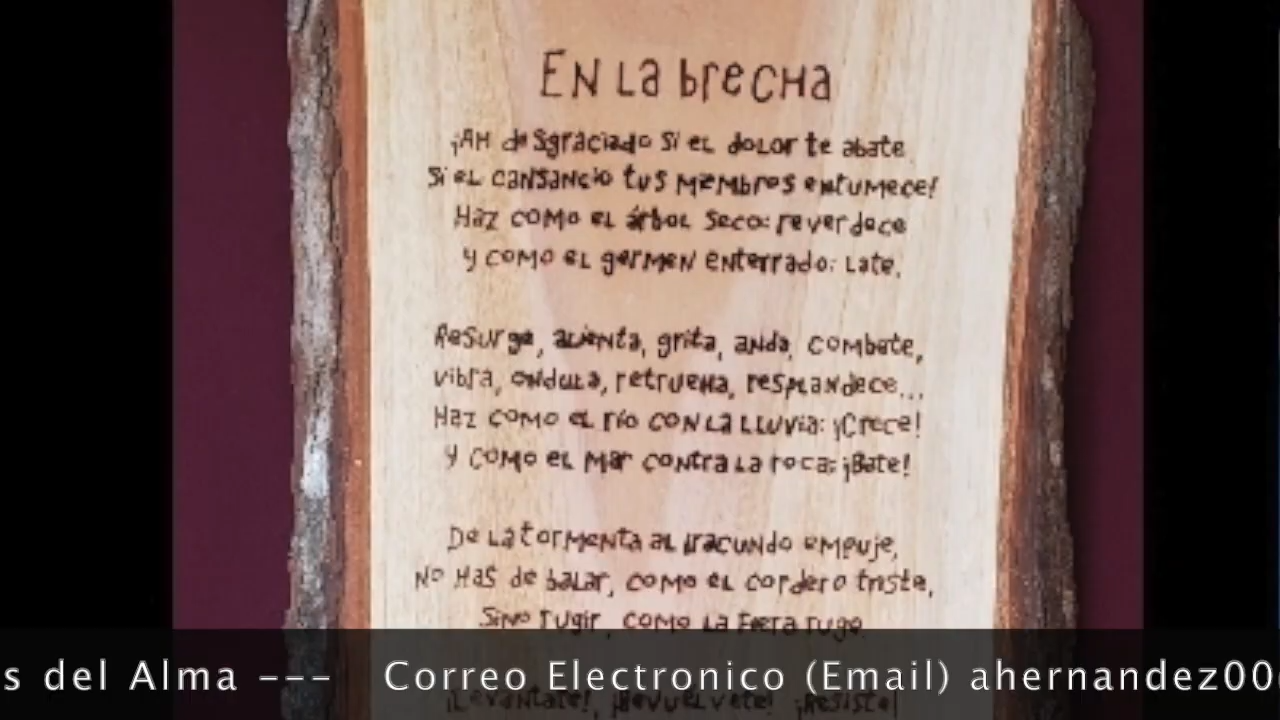 En La brecHa
¡AH desgraciado si el dolor te abate
Si el cansancio tus miembros entumece!
Haz como el árbol seco: reverdece
y como el germen enterrado: late.
Resurge, alienta, grita, anda, combate,
vibra, ondula, retruena, resplandece...
Haz como el río con la lluvia: ¡Crece!
Y como el mar contra la roca: ¡Bate!
De la tormenta al iracundo empuje,
No has de balar, como el cordero triste,
Sino rugir, como la fiera ruge.
¡Levántate! ¡Revuélvete! ¡Resiste!
s del Alma --- Correo Electronico (Email) ahernandez00